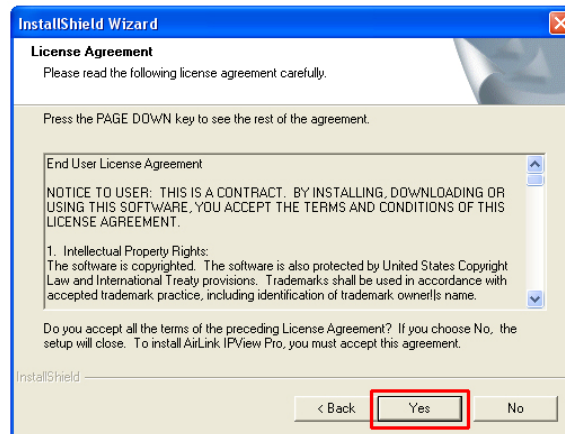 InstallShield Wizard
License Agreement
Please read the following license agreement carefully.
Press the PAGE DOWN key to see the rest of the agreement.
End User License Agreement
NOTICE TO USER: THIS IS A CONTRACT. BY INSTALLING, DOWNLOADING OR
USING THIS SOFTWARE, YOU ACCEPT THE TERMS AND CONDITIONS OF THIS
LICENSE AGREEMENT.
1. Intellectual Property Rights:
The software is copyrighted. The software is also protected by United States Copyright
Law and International Treaty provisions. Trademarks shall be used in accordance with
accepted trademark practice, including identification of trademark owner!|s name.
Do you accept all the terms of the preceding License Agreement? If you choose No, the
setup will close. To install AirLink IPView Pro, you must accept this agreement.
InstallShield
< Back Yes No